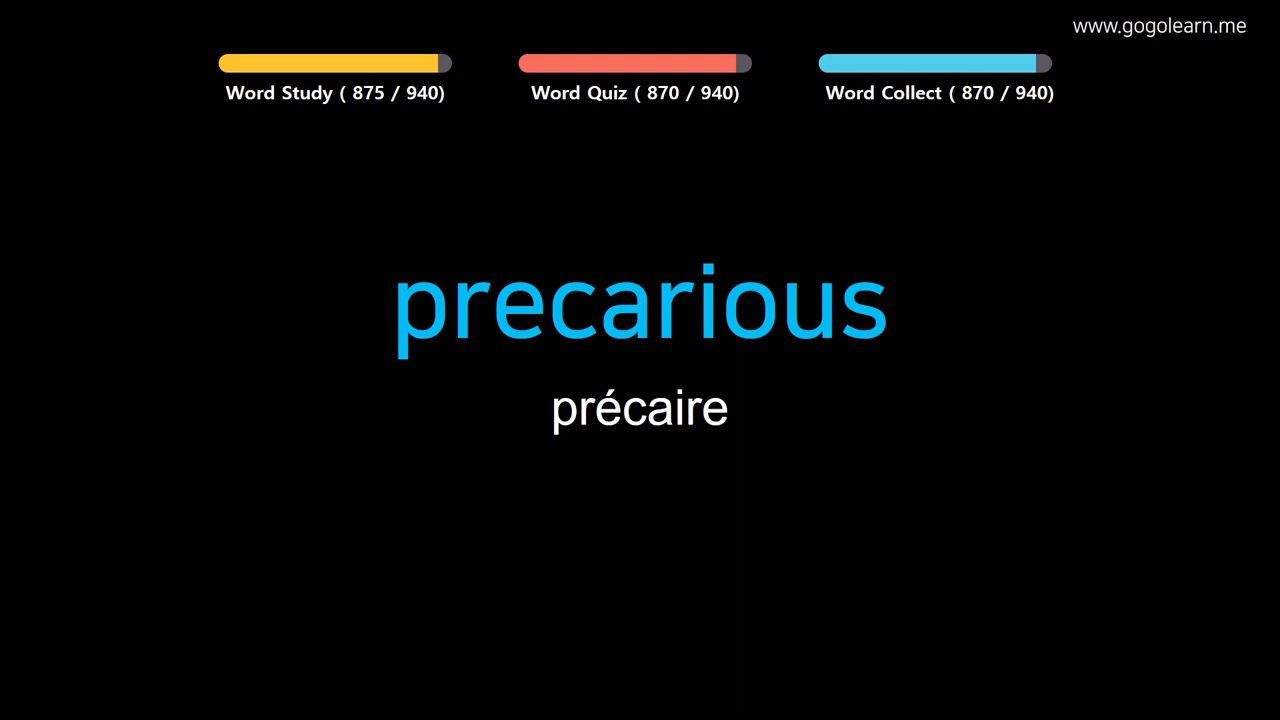 www.gogolearn.me
Word Study ( 875 / 940)
Word Quiz ( 870 / 940)
Word Collect ( 870 / 940)
precarious
précaire